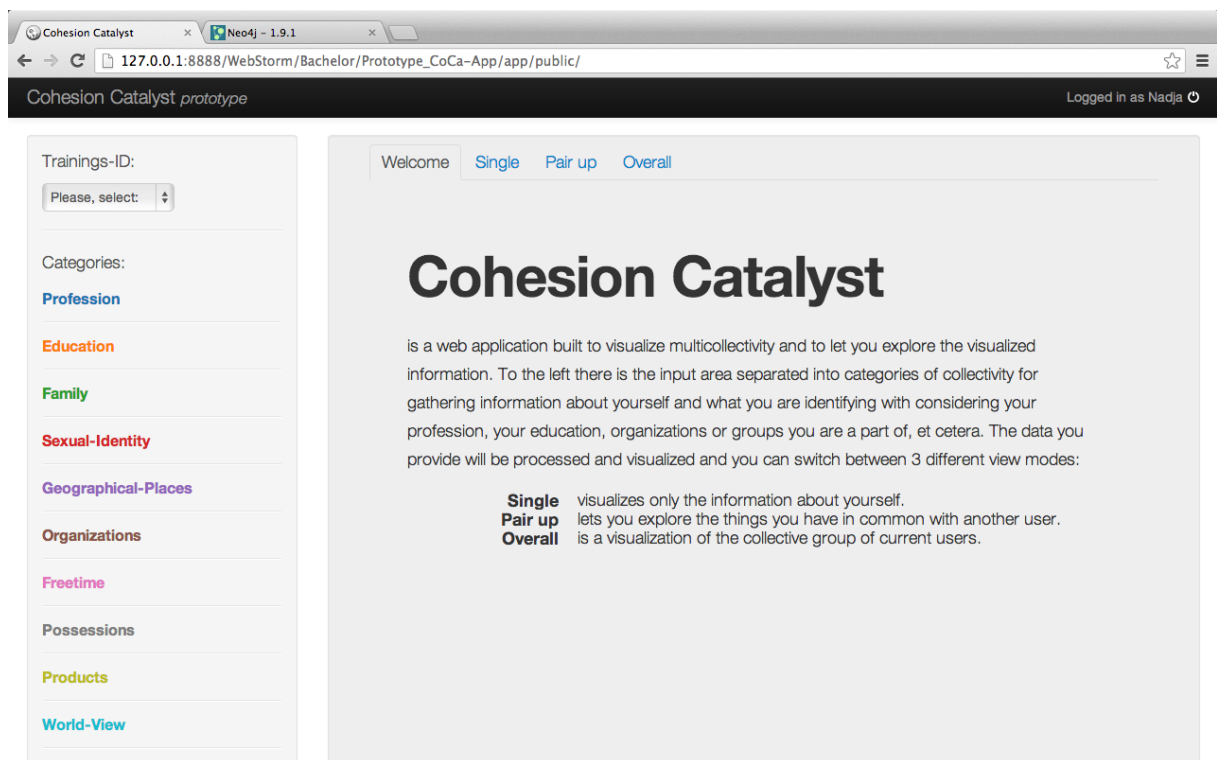 Cohesion Catalyst
Neo4j – 1.9.1
127.0.0.1:8888/WebStorm/Bachelor/Prototype_CoCa-App/app/public/
Cohesion Catalyst prototype
Logged in as Nadja
Trainings-ID:
Please, select:
Categories:
Profession
Education
Family
Sexual-Identity
Geographical-Places
Organizations
Freetime
Possessions
Products
World-View
Welcome Single Pair up Overall
Cohesion Catalyst
is a web application built to visualize multicollectivity and to let you explore the visualized
information. To the left there is the input area separated into categories of collectivity for
gathering information about yourself and what you are identifying with considering your
profession, your education, organizations or groups you are a part of, et cetera. The data you
provide will be processed and visualized and you can switch between 3 different view modes:
Single visualizes only the information about yourself.
Pair up lets you explore the things you have in common with another user.
Overall is a visualization of the collective group of current users.